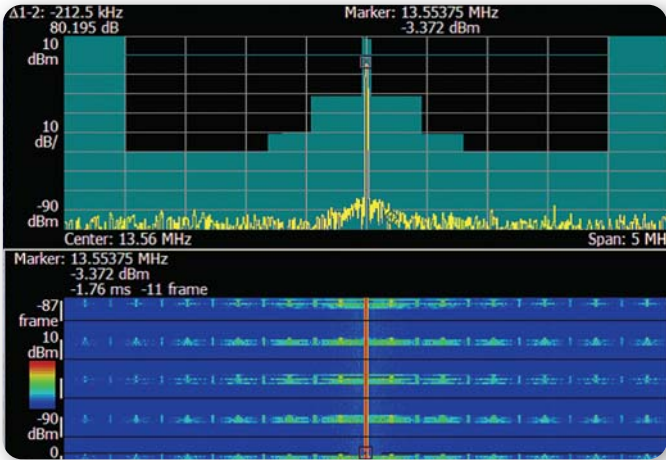 Δ1-2: -212.5 kHz
80.195 dB
Marker: 13.55375 MHz
-3.372 dBm
10
dBm
10
dB/
-90
dBm
Center: 13.56 MHz
Span: 5 MH
Marker: 13.55375 MHz
-3.372 dBm
-1.76 ms -11 frame
-87
frame
10
dBm
-90
dBm
0